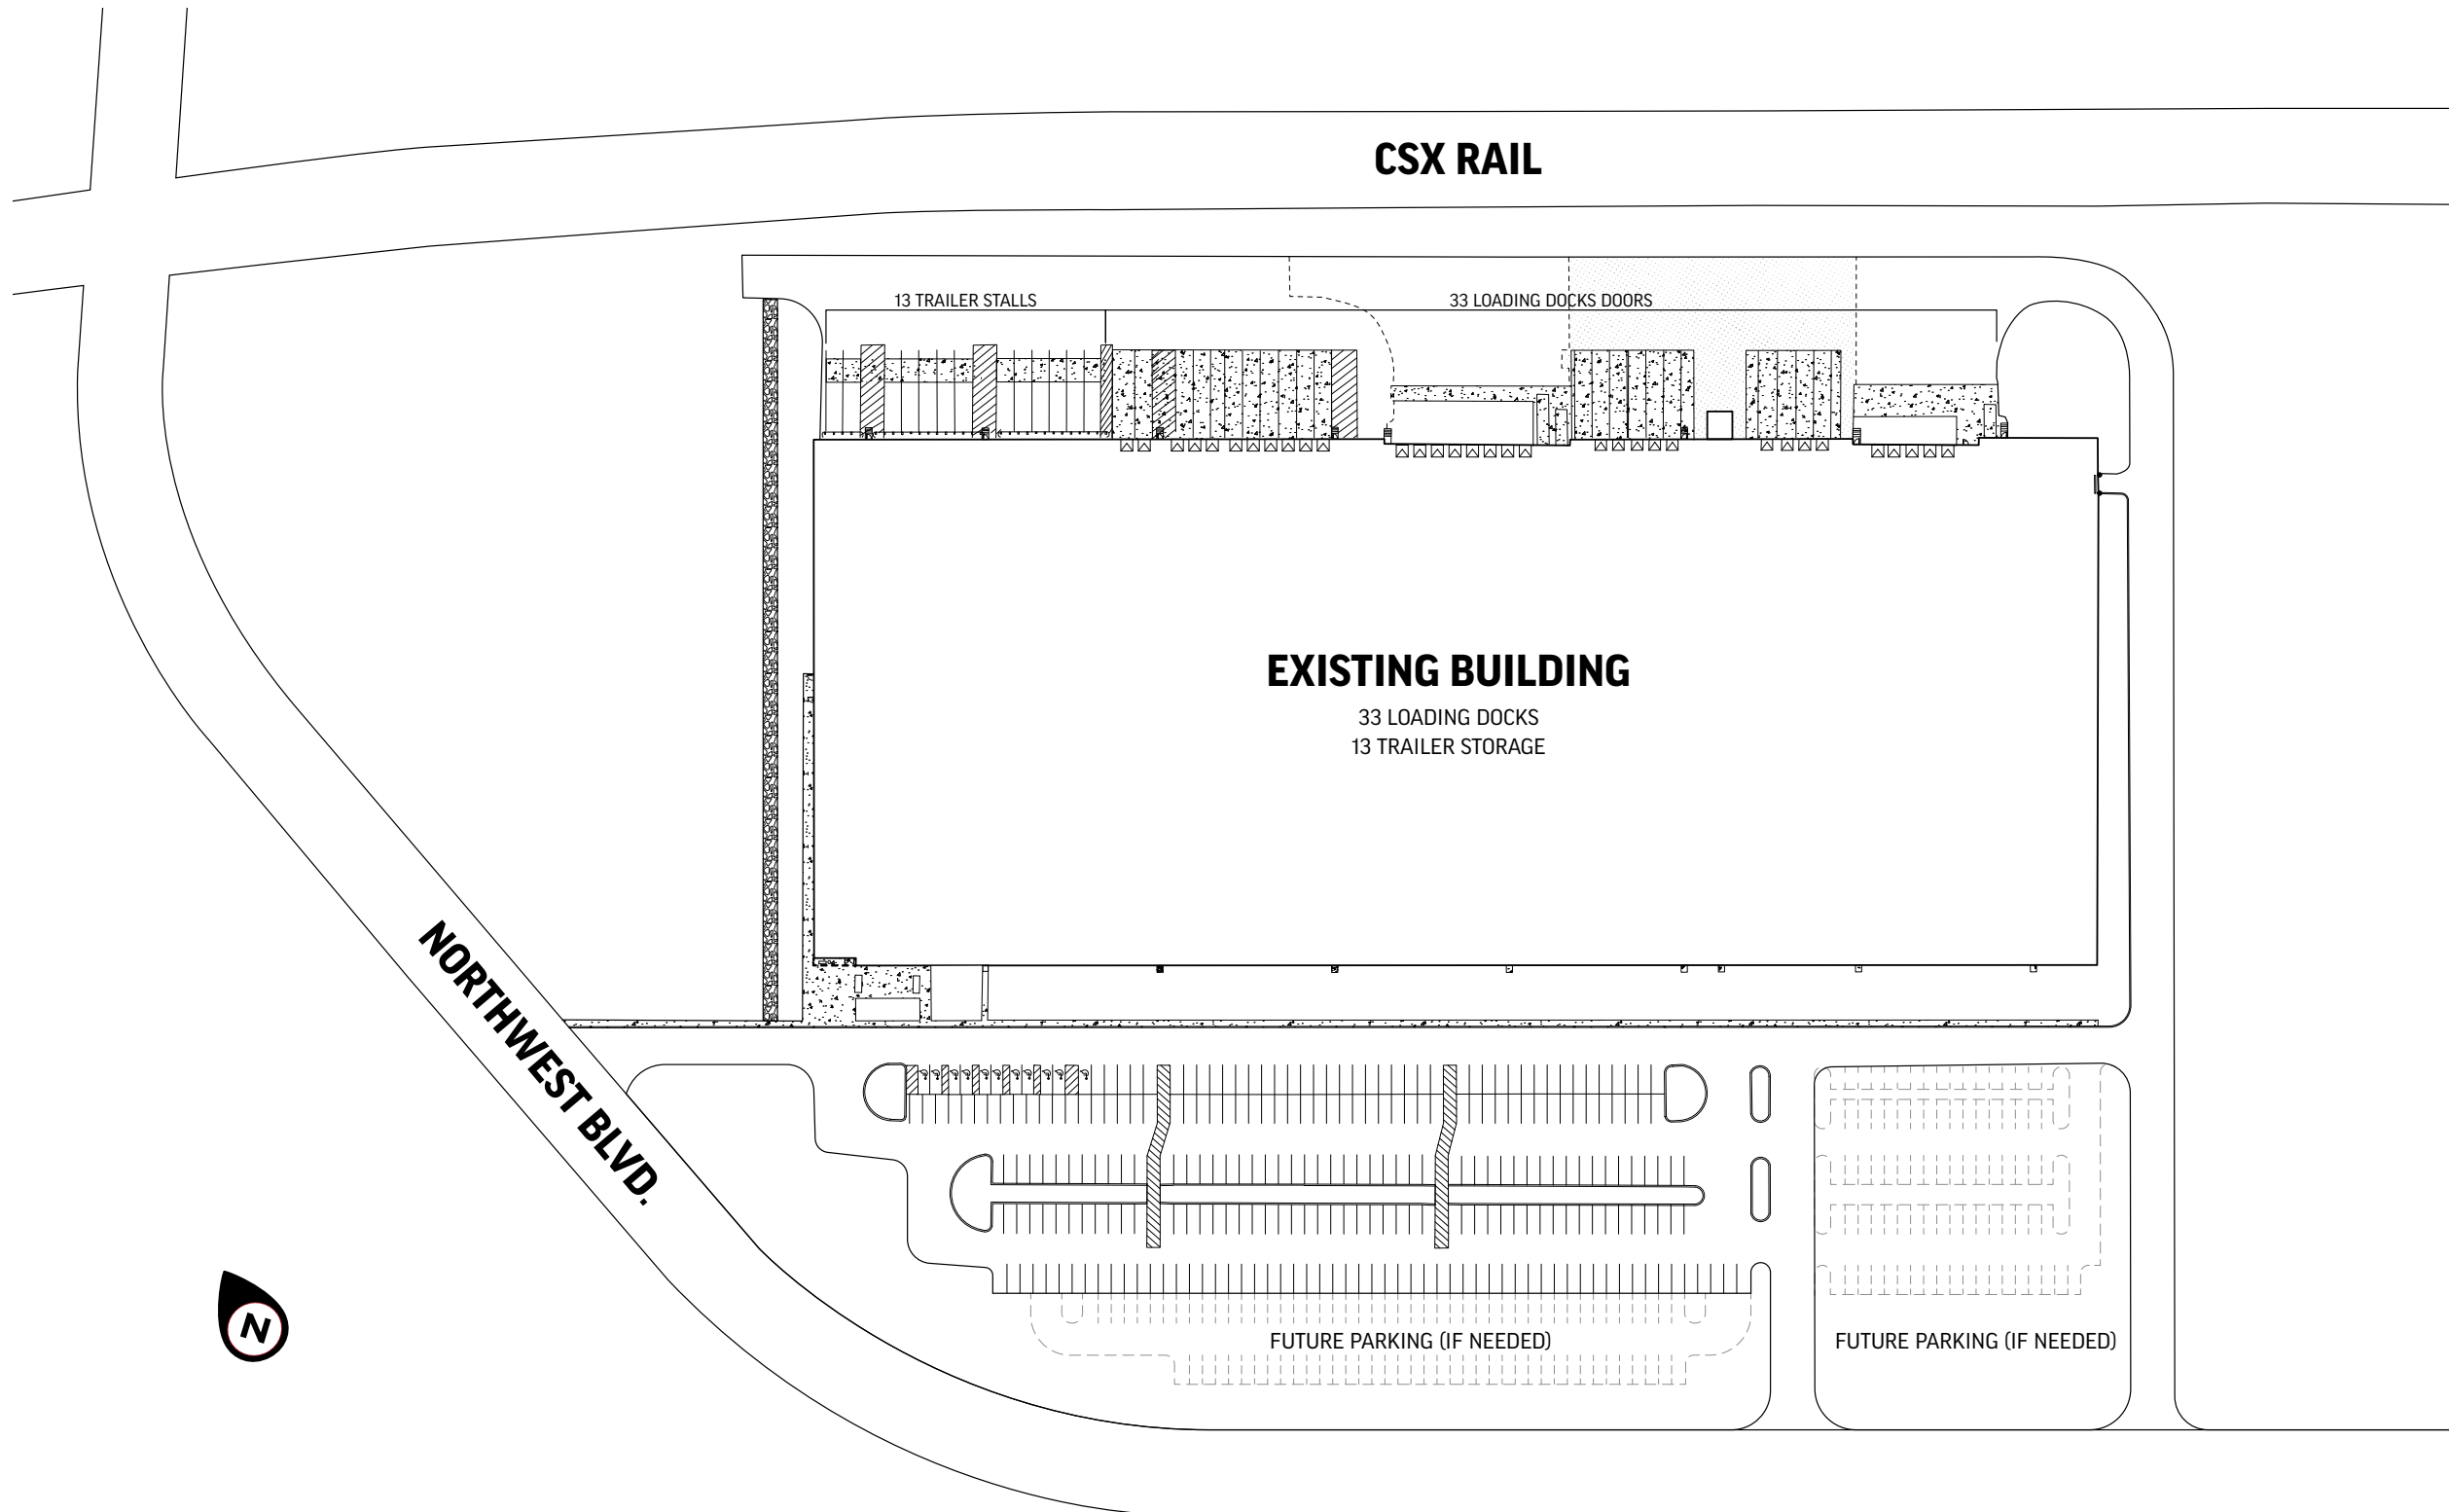 CSX RAIL
13 TRAILER STALLS
33 LOADING DOCKS DOORS
EXISTING BUILDING
33 LOADING DOCKS
13 TRAILER STORAGE
NORTHWEST BLVD.
N
FUTURE PARKING (IF NEEDED)
FUTURE PARKING (IF NEEDED)